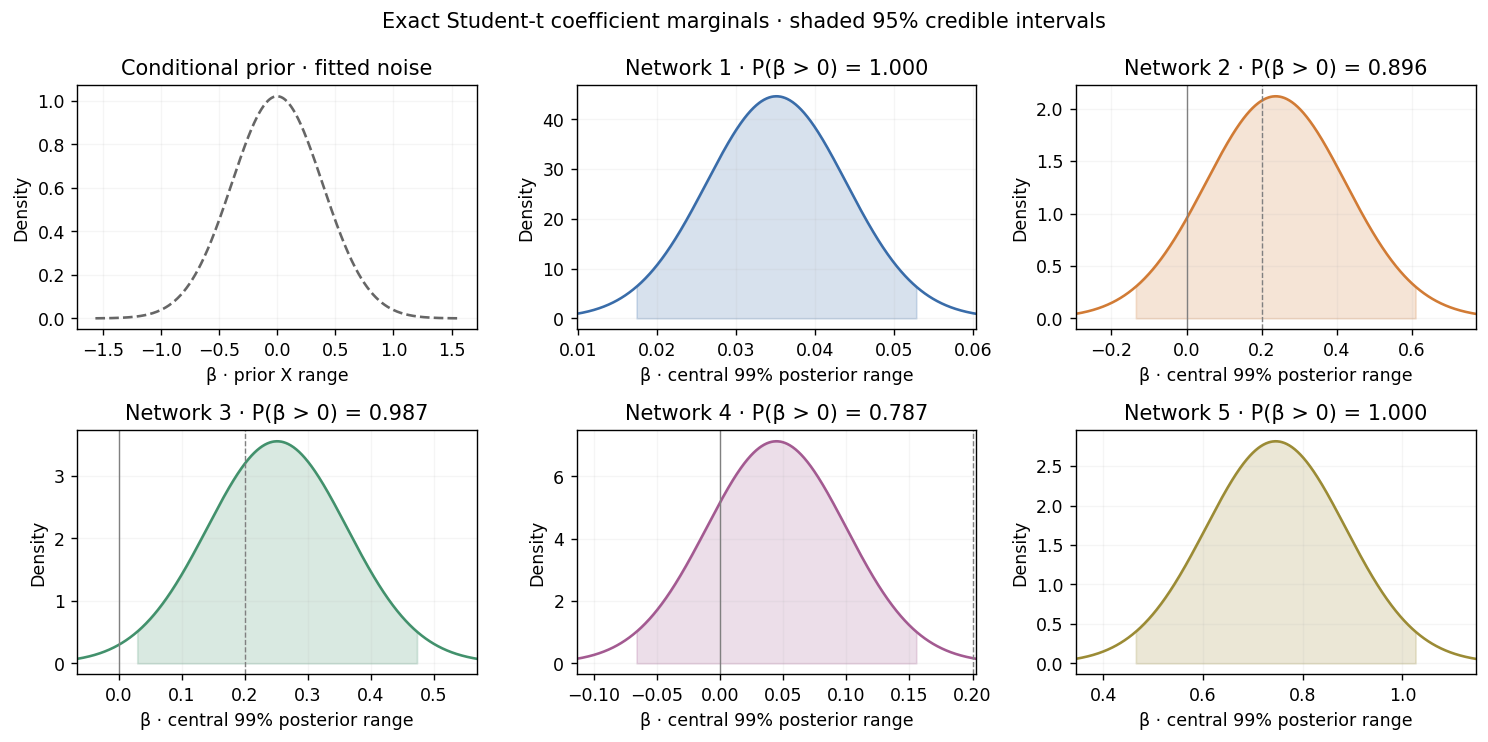 Exact Student-t coefficient marginals · shaded 95% credible intervals
Conditional prior · fitted noise
Density
1.0
0.8
0.6
0.4
0.2
0.0
−1.5 −1.0 −0.5 0.0 0.5 1.0 1.5
β · prior X range
Network 1 · P(β > 0) = 1.000
Density
40
30
20
10
0
0.01 0.02 0.03 0.04 0.05 0.06
β · central 99% posterior range
Network 2 · P(β > 0) = 0.896
Density
2.0
1.5
1.0
0.5
0.0
−0.2 0.0 0.2 0.4 0.6
β · central 99% posterior range
Network 3 · P(β > 0) = 0.987
Density
3
2
1
0
0.0 0.1 0.2 0.3 0.4 0.5
β · central 99% posterior range
Network 4 · P(β > 0) = 0.787
Density
6
4
2
0
−0.10 −0.05 0.00 0.05 0.10 0.15 0.20
β · central 99% posterior range
Network 5 · P(β > 0) = 1.000
Density
2.5
2.0
1.5
1.0
0.5
0.0
0.4 0.6 0.8 1.0
β · central 99% posterior range